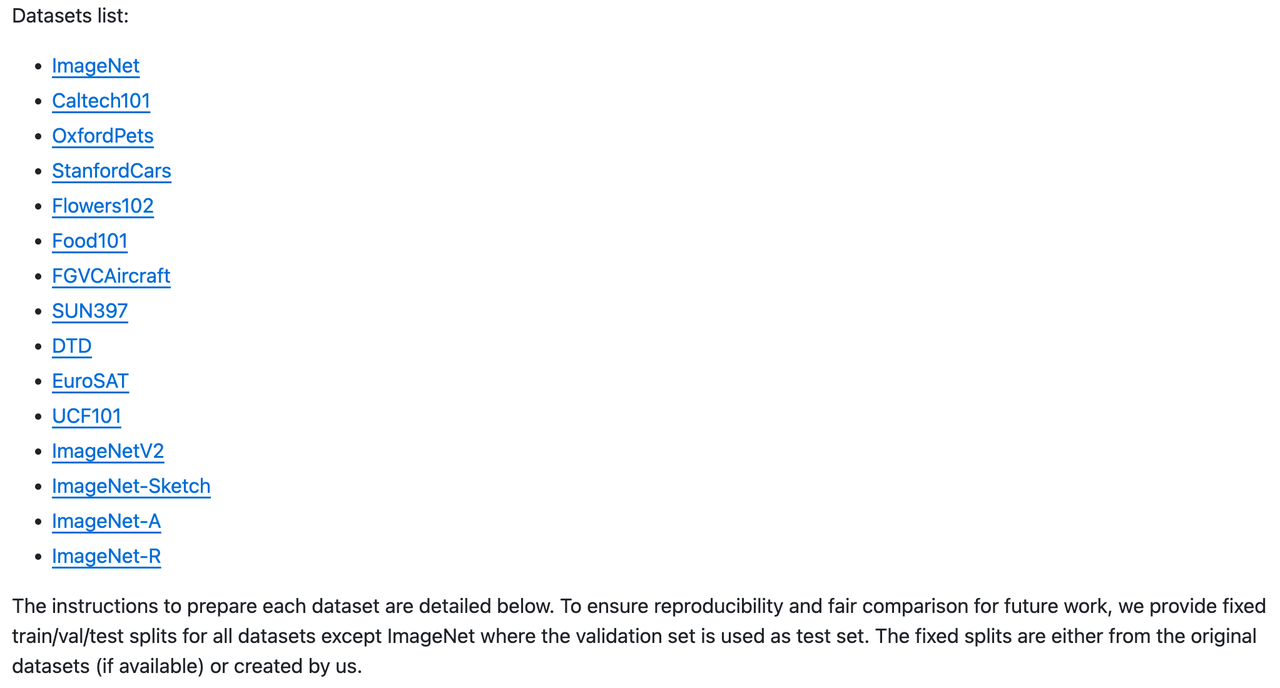 Datasets list:
• ImageNet
• Caltech101
• OxfordPets
• StanfordCars
• Flowers102
• Food101
• FGVCAircraft
• SUN397
• DTD
• EuroSAT
• UCF101
• ImageNetV2
• ImageNet-Sketch
• ImageNet-A
• ImageNet-R
The instructions to prepare each dataset are detailed below. To ensure reproducibility and fair comparison for future work, we provide fixed
train/val/test splits for all datasets except ImageNet where the validation set is used as test set. The fixed splits are either from the original
datasets (if available) or created by us.